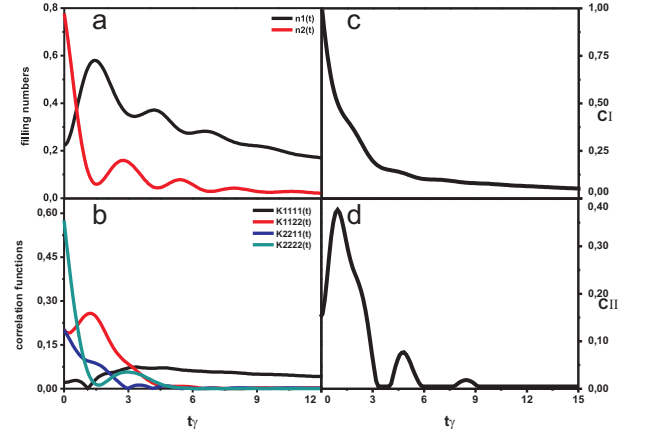 a
n1(t)
n2(t)
0,8
0,6
0,4
0,2
0,0
filling numbers
c
1,00
0,75
0,50
0,25
0,00
CI
b
K1111(t)
K1122(t)
K2211(t)
K2222(t)
0,60
0,45
0,30
0,15
0,00
correlation functions
0 3 6 9 12
tγ
d
0,40
0,30
0,20
0,10
0,00
CII
0 3 6 9 12 15
tγ